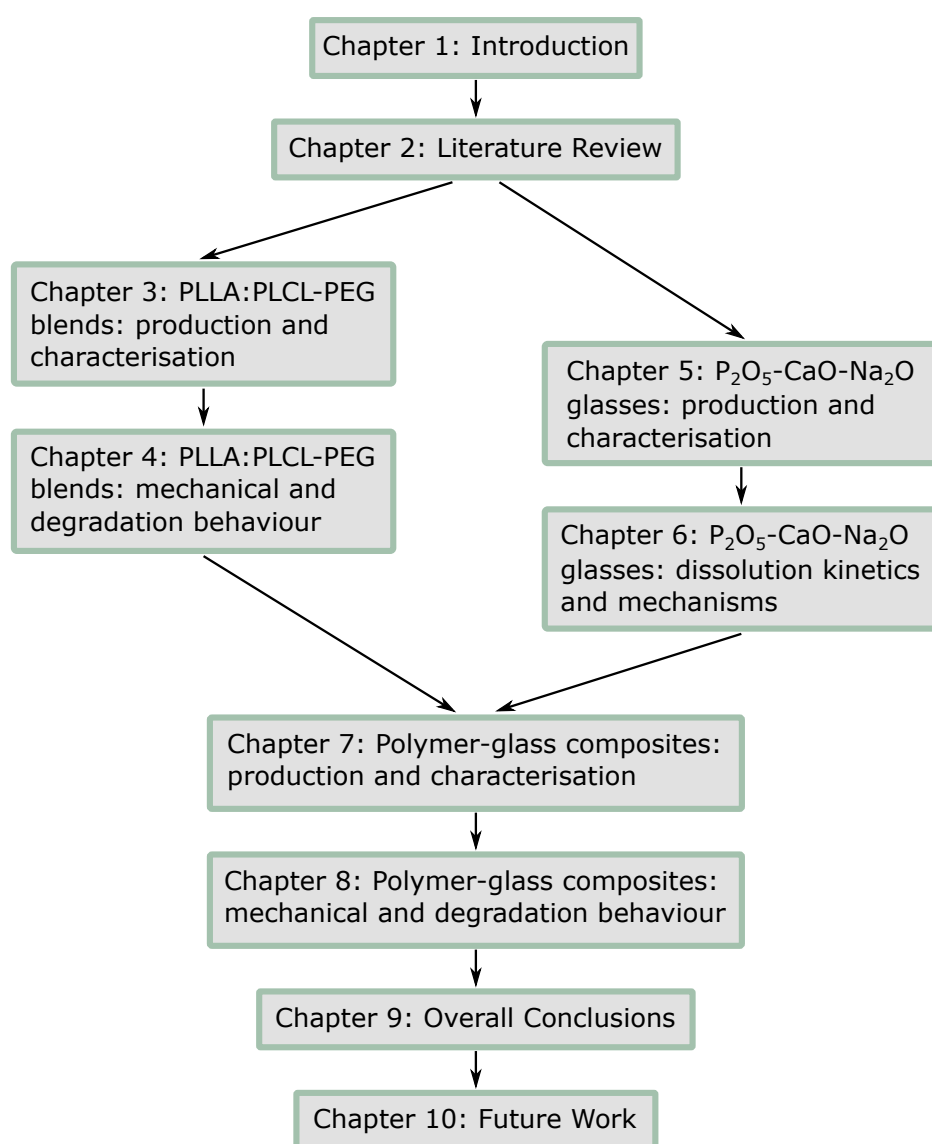 Chapter 1: Introduction
Chapter 2: Literature Review
Chapter 3: PLLA:PLCL-PEG
blends: production and
characterisation
Chapter 4: PLLA:PLCL-PEG
blends: mechanical and
degradation behaviour
Chapter 5: P₂O₅-CaO-Na₂O
glasses: production and
characterisation
Chapter 6: P₂O₅-CaO-Na₂O
glasses: dissolution kinetics
and mechanisms
Chapter 7: Polymer-glass composites:
production and characterisation
Chapter 8: Polymer-glass composites:
mechanical and degradation behaviour
Chapter 9: Overall Conclusions
Chapter 10: Future Work